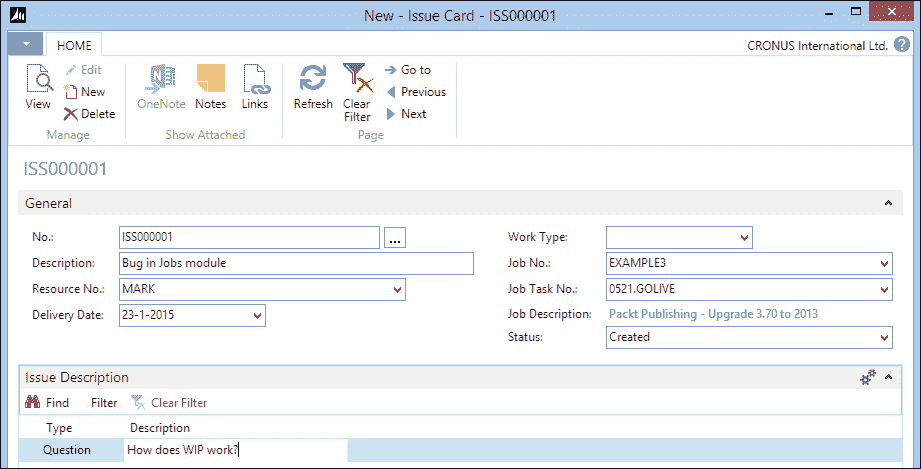 New - Issue Card - ISS000001
HOME
CRONUS International Ltd.
View
Edit
New
Delete
Manage
OneNote
Notes
Links
Show Attached
Refresh
Clear Filter
Go to
Previous
Next
Page
ISS000001
General
No.: ISS000001 ...
Description: Bug in Jobs module
Resource No.: MARK
Delivery Date: 23-1-2015
Work Type:
Job No.: EXAMPLE3
Job Task No.: 0521.GOLIVE
Job Description: Packt Publishing - Upgrade 3.70 to 2013
Status: Created
Issue Description
Find Filter Clear Filter
Type Description
Question How does WIP work?